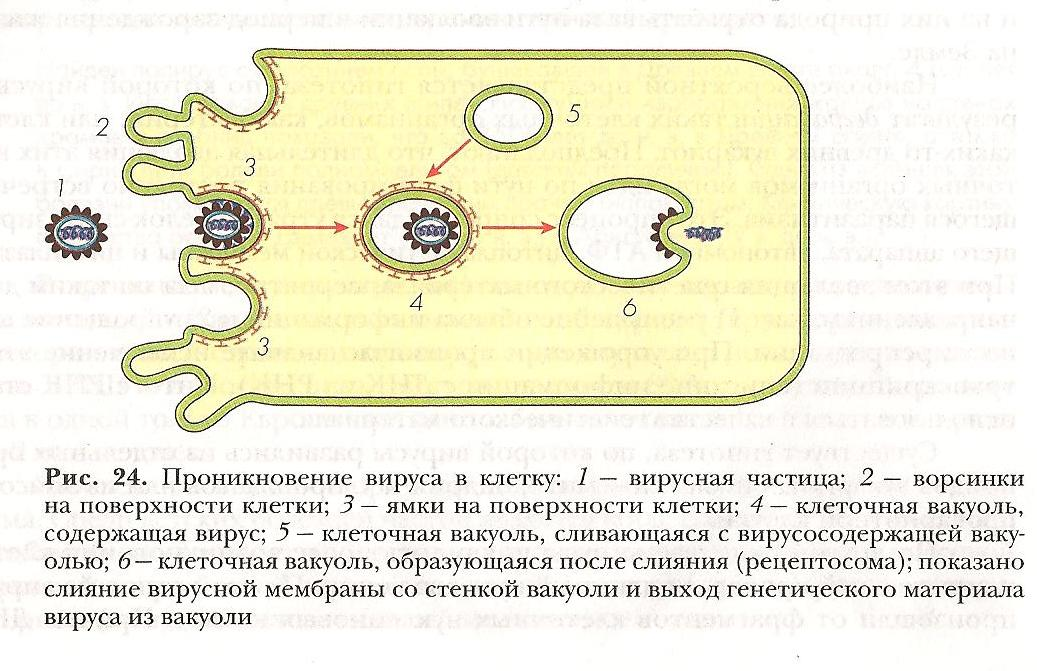 2
5
3
1
4
6
3
Рис. 24. Проникновение вируса в клетку: 1 — вирусная частица; 2 — ворсинки
на поверхности клетки; 3 — ямки на поверхности клетки; 4 — клеточная вакуоль,
содержащая вирус; 5 — клеточная вакуоль, сливающаяся с вирусосодержащей ваку-
олью; 6 — клеточная вакуоль, образующаяся после слияния (рецептосома); показано
слияние вирусной мембраны со стенкой вакуоли и выход генетического материала
вируса из вакуоли